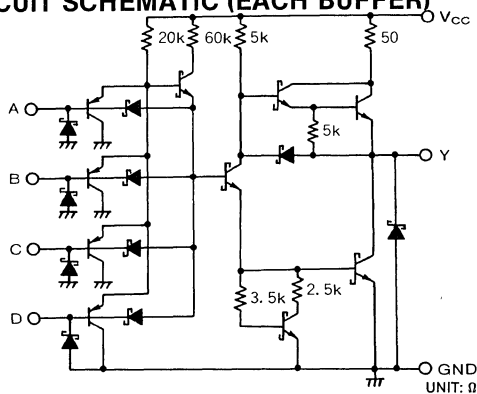 CUIT SCHEMATIC (EACH BUFFER)
VCC
20k 60k 5k 50
A
5k
B
Y
C
3.5k 2.5k
D
GND
UNIT: Ω